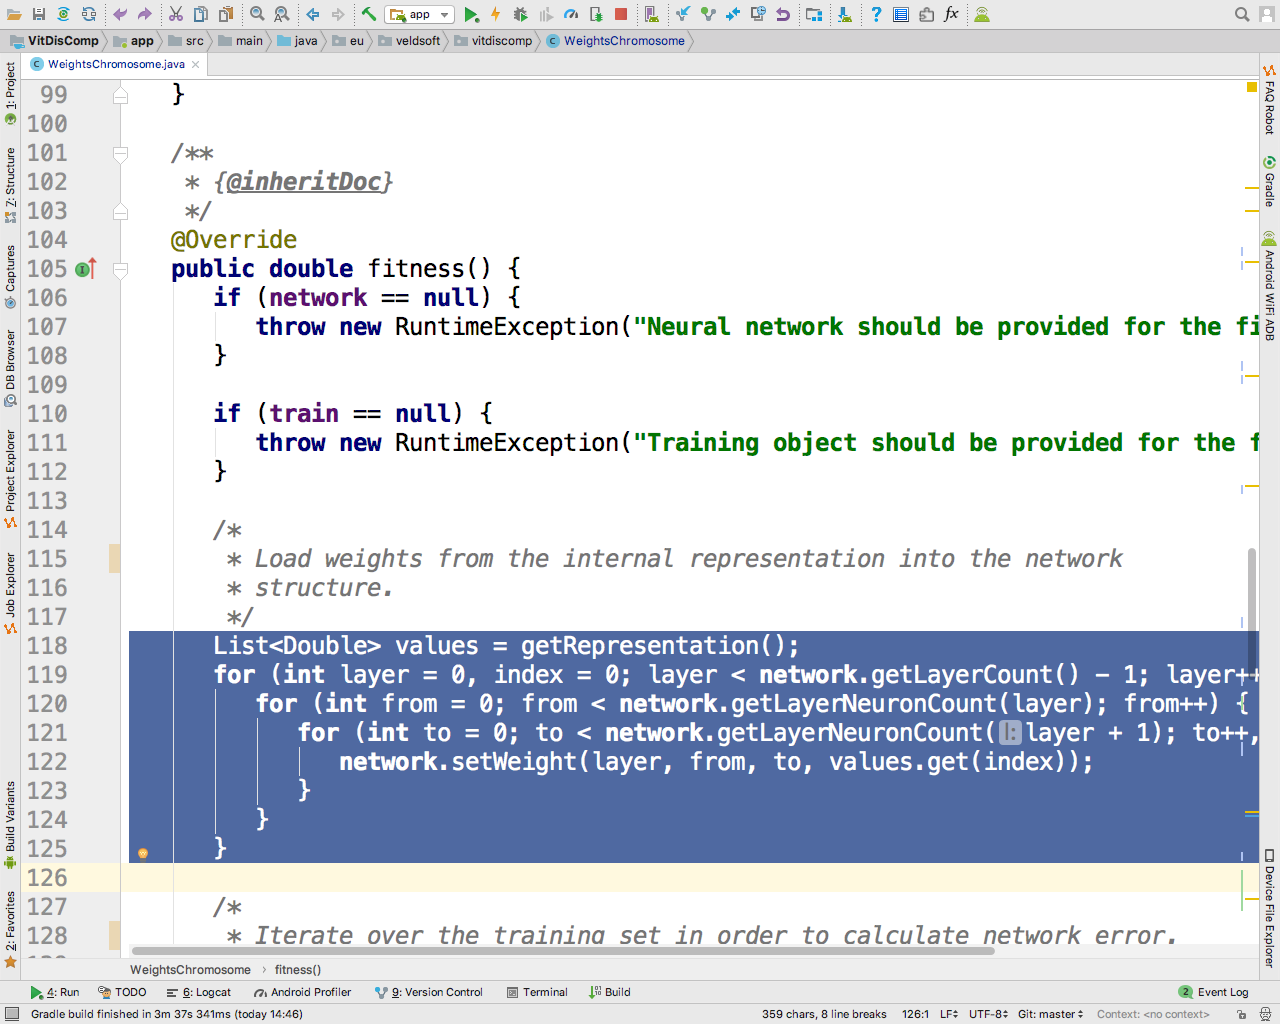 app
fx
VitDisComp
app
src
main
java
eu
veldsoft
vitdiscomp
WeightsChromosome
WeightsChromosome.java
99 }
100
101 /**
102 * {@inheritDoc}
103 */
104 @Override
105 public double fitness() {
106 if (network == null) {
107 throw new RuntimeException("Neural network should be provided for the fi
108 }
109
110 if (train == null) {
111 throw new RuntimeException("Training object should be provided for the f
112 }
113
114 /*
115 * Load weights from the internal representation into the network
116 * structure.
117 */
118 List<Double> values = getRepresentation();
119 for (int layer = 0, index = 0; layer < network.getLayerCount() - 1; layer++
120 for (int from = 0; from < network.getLayerNeuronCount(layer); from++) {
121 for (int to = 0; to < network.getLayerNeuronCount( l: layer + 1); to++,
122 network.setWeight(layer, from, to, values.get(index));
123 }
124 }
125 }
126
127 /*
128 * Iterate over the training set in order to calculate network error.
1: Project
7: Structure
Captures
DB Browser
Project Explorer
Job Explorer
Build Variants
2: Favorites
FAQ Robot
Gradle
Android WiFi ADB
Device File Explorer
WeightsChromosome › fitness()
4: Run
TODO
6: Logcat
Android Profiler
9: Version Control
Terminal
Build
2 Event Log
Gradle build finished in 3m 37s 341ms (today 14:46)
359 chars, 8 line breaks
126:1
LF
UTF-8
Git: master
Context: <no context>